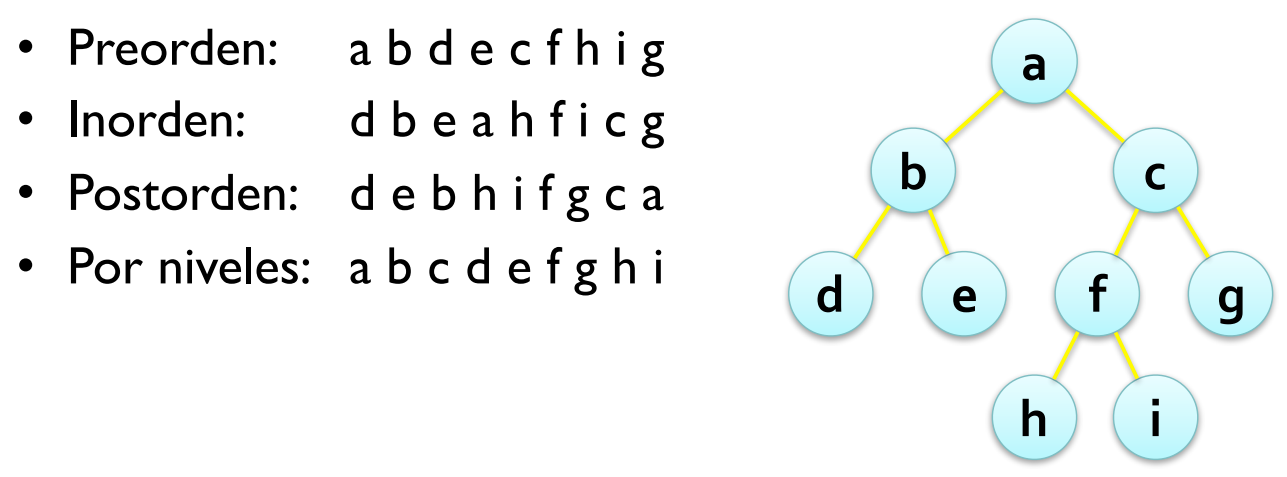 • Preorden: a b d e c f h i g
• Inorden: d b e a h f i c g
• Postorden: d e b h i f g c a
• Por niveles: a b c d e f g h i
a
b c
d e f g
h i